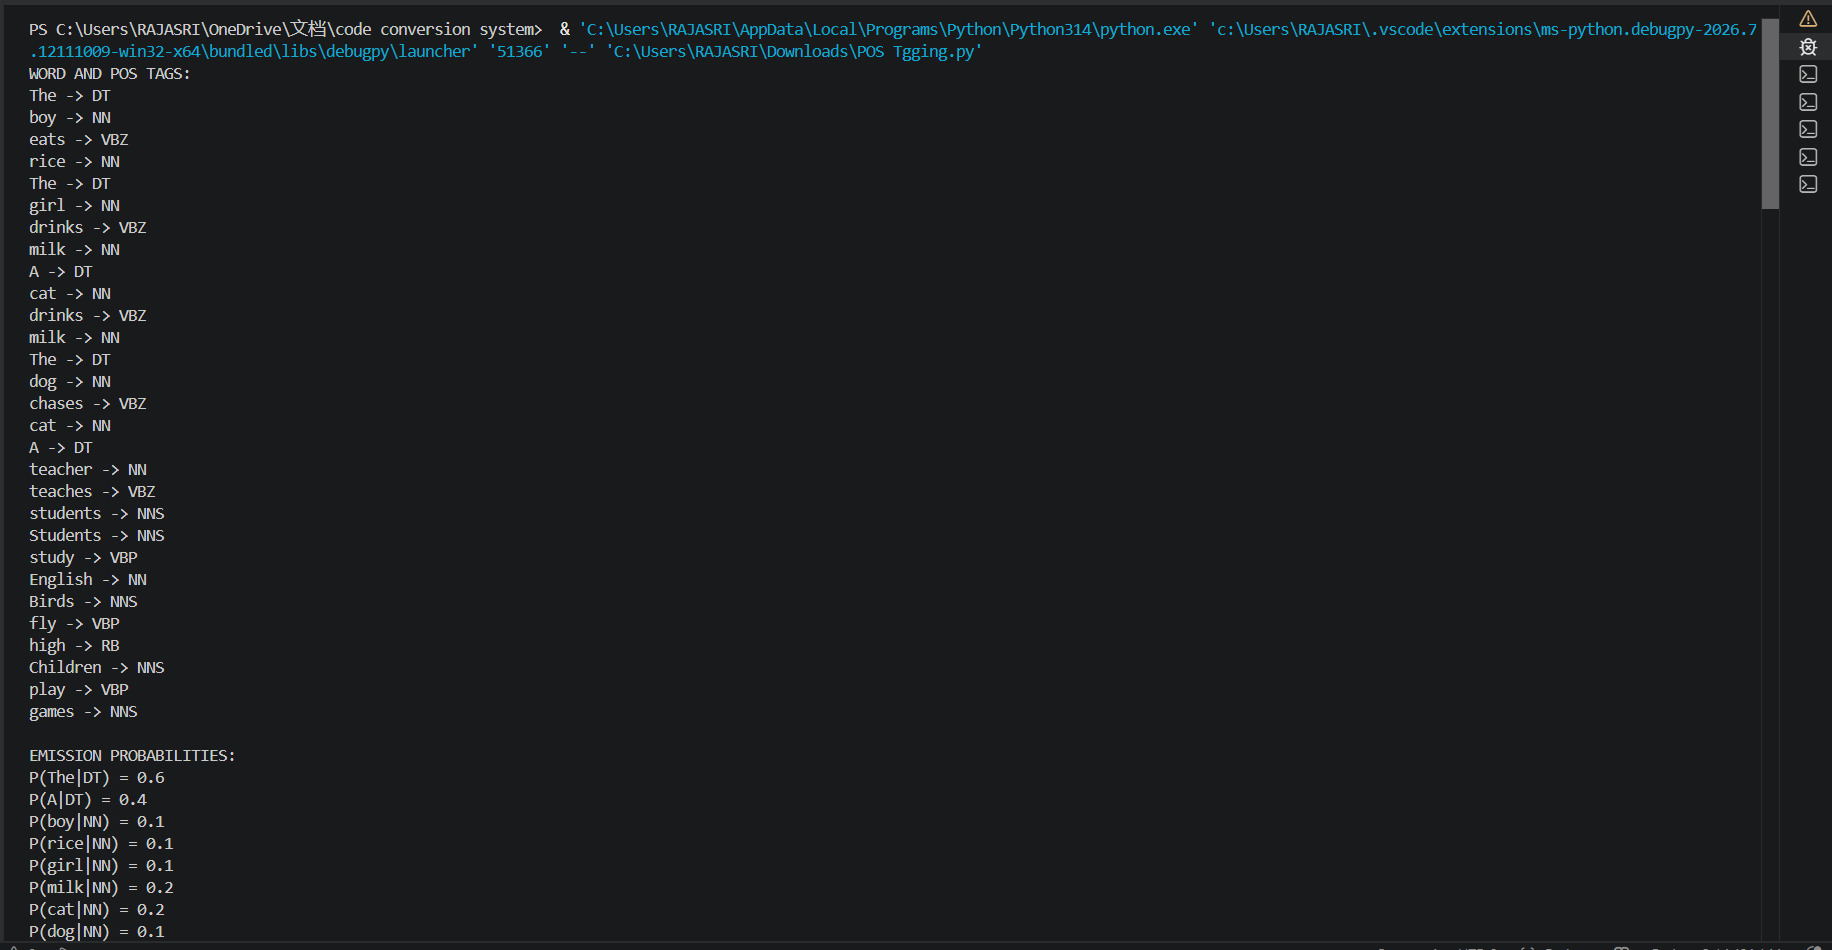 PS C:\Users\RAJASRI\OneDrive\文档\code conversion system>  & 'C:\Users\RAJASRI\AppData\Local\Programs\Python\Python314\python.exe' 'c:\Users\RAJASRI\.vscode\extensions\ms-python.debugpy-2026.7
.12111009-win32-x64\bundled\libs\debugpy\launcher' '51366' '--' 'C:\Users\RAJASRI\Downloads\POS Tgging.py'
WORD AND POS TAGS:
The -> DT
boy -> NN
eats -> VBZ
rice -> NN
The -> DT
girl -> NN
drinks -> VBZ
milk -> NN
A -> DT
cat -> NN
drinks -> VBZ
milk -> NN
The -> DT
dog -> NN
chases -> VBZ
cat -> NN
A -> DT
teacher -> NN
teaches -> VBZ
students -> NNS
Students -> NNS
study -> VBP
English -> NN
Birds -> NNS
fly -> VBP
high -> RB
Children -> NNS
play -> VBP
games -> NNS
EMISSION PROBABILITIES:
P(The|DT) = 0.6
P(A|DT) = 0.4
P(boy|NN) = 0.1
P(rice|NN) = 0.1
P(girl|NN) = 0.1
P(milk|NN) = 0.2
P(cat|NN) = 0.2
P(dog|NN) = 0.1